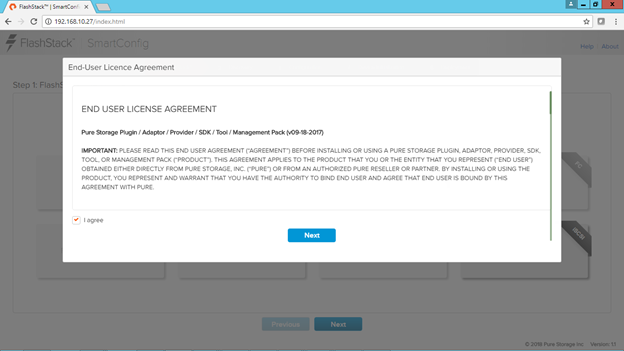 FlashStack™ | SmartConfi
192.168.10.27/index.html
FlashStack™ SmartConfig
Help About
End-User Licence Agreement
Step 1: FlashS
END USER LICENSE AGREEMENT
Pure Storage Plugin / Adaptor / Provider / SDK / Tool / Management Pack (v09-18-2017)
IMPORTANT: PLEASE READ THIS END USER AGREEMENT ("AGREEMENT") BEFORE INSTALLING OR USING A PURE STORAGE PLUGIN, ADAPTOR, PROVIDER, SDK,
TOOL, OR MANAGEMENT PACK ("PRODUCT"). THIS AGREEMENT APPLIES TO THE PRODUCT THAT YOU OR THE ENTITY THAT YOU REPRESENT ("END USER")
OBTAINED EITHER DIRECTLY FROM PURE STORAGE, INC. ("PURE") OR FROM AN AUTHORIZED PURE RESELLER OR PARTNER. BY INSTALLING OR USING THE
PRODUCT, YOU REPRESENT AND WARRANT THAT YOU HAVE THE AUTHORITY TO BIND END USER AND AGREE THAT END USER IS BOUND BY THIS
AGREEMENT WITH PURE.
FC
I agree
Next
iSCSI
Previous Next
© 2018 Pure Storage Inc Version: 1.1